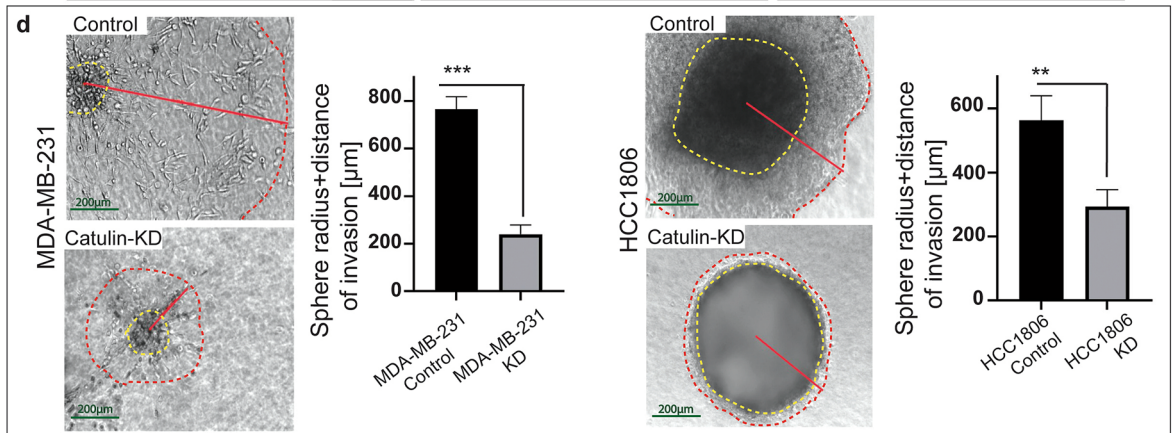 d
Control
MDA-MB-231
200µm
Catulin-KD
200µm
Sphere radius+distance
of invasion [µm]
800
600
400
200
0
***
MDA-MB-231
Control
MDA-MB-231
KD
Control
HCC1806
200µm
Catulin-KD
200µm
Sphere radius+distance
of invasion [µm]
600
400
200
0
**
HCC1806
Control
HCC1806
KD